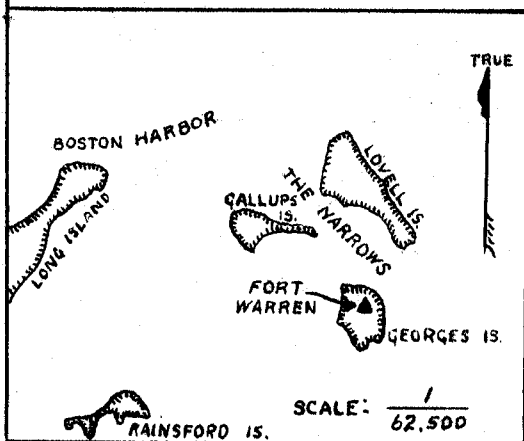 TRUE
BOSTON HARBOR
LOVELL IS.
GALLUPS
IS.
THE NARROWS
LONG ISLAND
FORT
WARREN
GEORGES IS.
SCALE: 1/62,500
RAINSFORD IS.